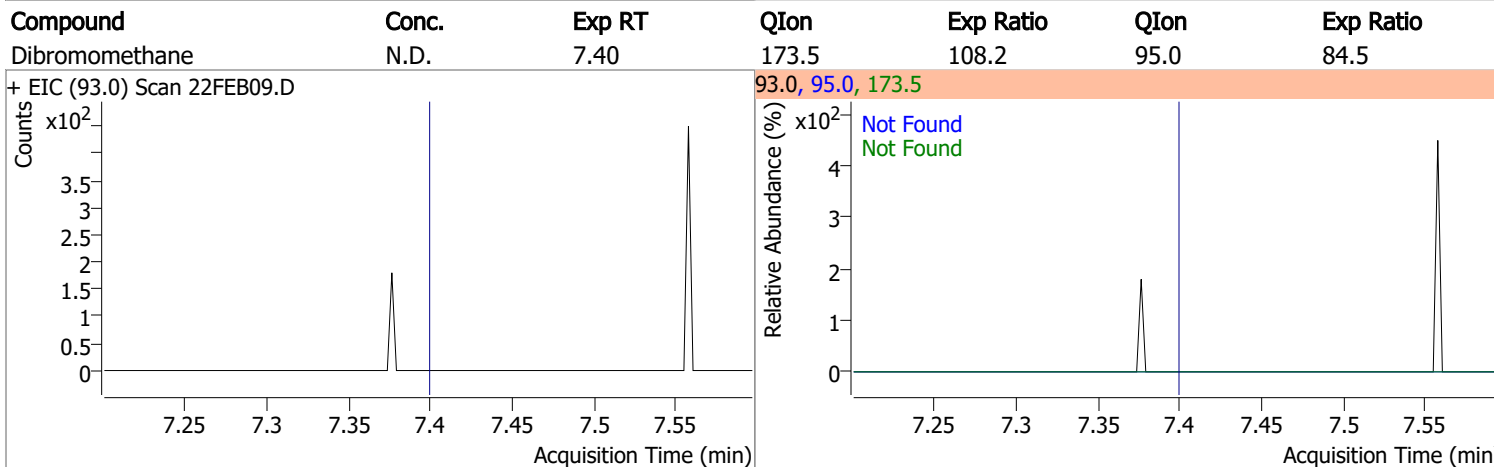 Compound Conc. Exp RT QIon Exp Ratio QIon Exp Ratio
Dibromomethane N.D. 7.40 173.5 108.2 95.0 84.5
+ EIC (93.0) Scan 22FEB09.D
Counts
x10²
3.5
3
2.5
2
1.5
1
0.5
0
7.25 7.3 7.35 7.4 7.45 7.5 7.55
Acquisition Time (min)
93.0, 95.0, 173.5
Relative Abundance (%)
x10²
Not Found
Not Found
4
3
2
1
0
7.25 7.3 7.35 7.4 7.45 7.5 7.55
Acquisition Time (min